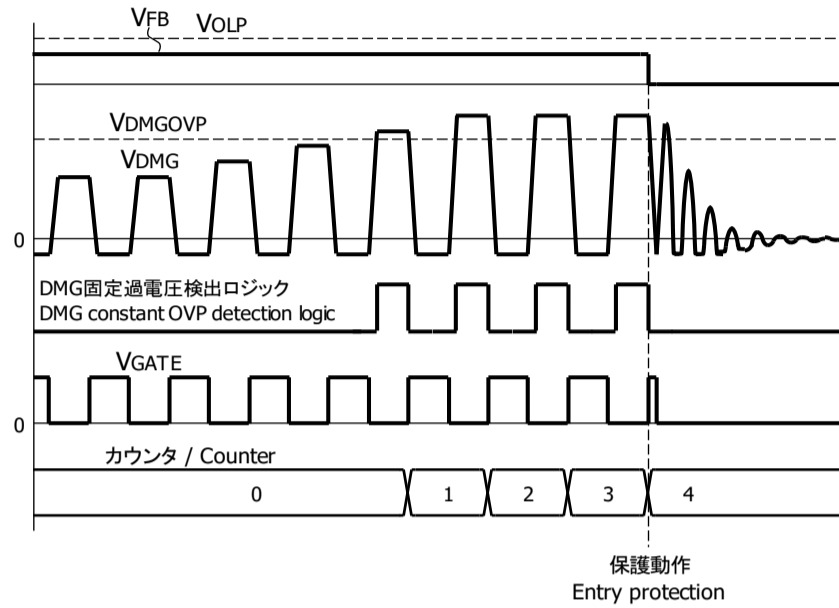 VFB VOLP
VDMGOVP
VDMG
0
DMG固定過電圧検出ロジック
DMG constant OVP detection logic
VGATE
0
カウンタ / Counter
0 1 2 3 4
保護動作
Entry protection